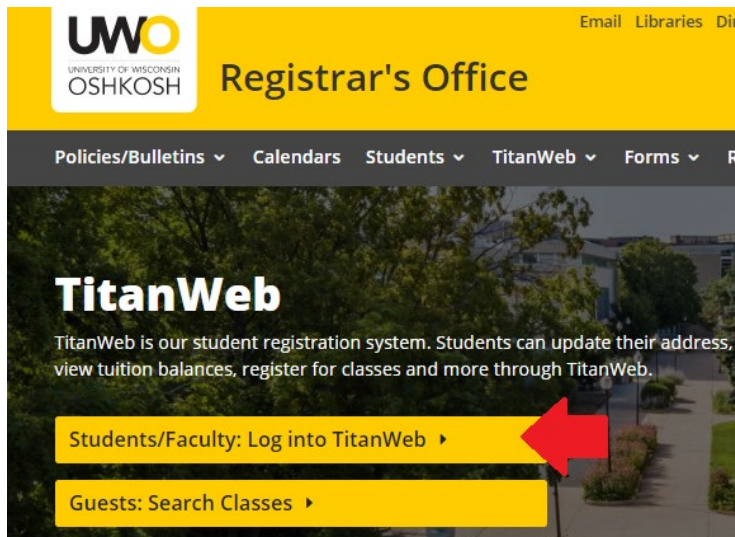 Email Libraries
UWO
UNIVERSITY OF WISCONSIN
OSHKOSH
Registrar's Office
Policies/Bulletins Calendars Students TitanWeb Forms
TitanWeb
TitanWeb is our student registration system. Students can update their address,
view tuition balances, register for classes and more through TitanWeb.
Students/Faculty: Log into TitanWeb
Guests: Search Classes